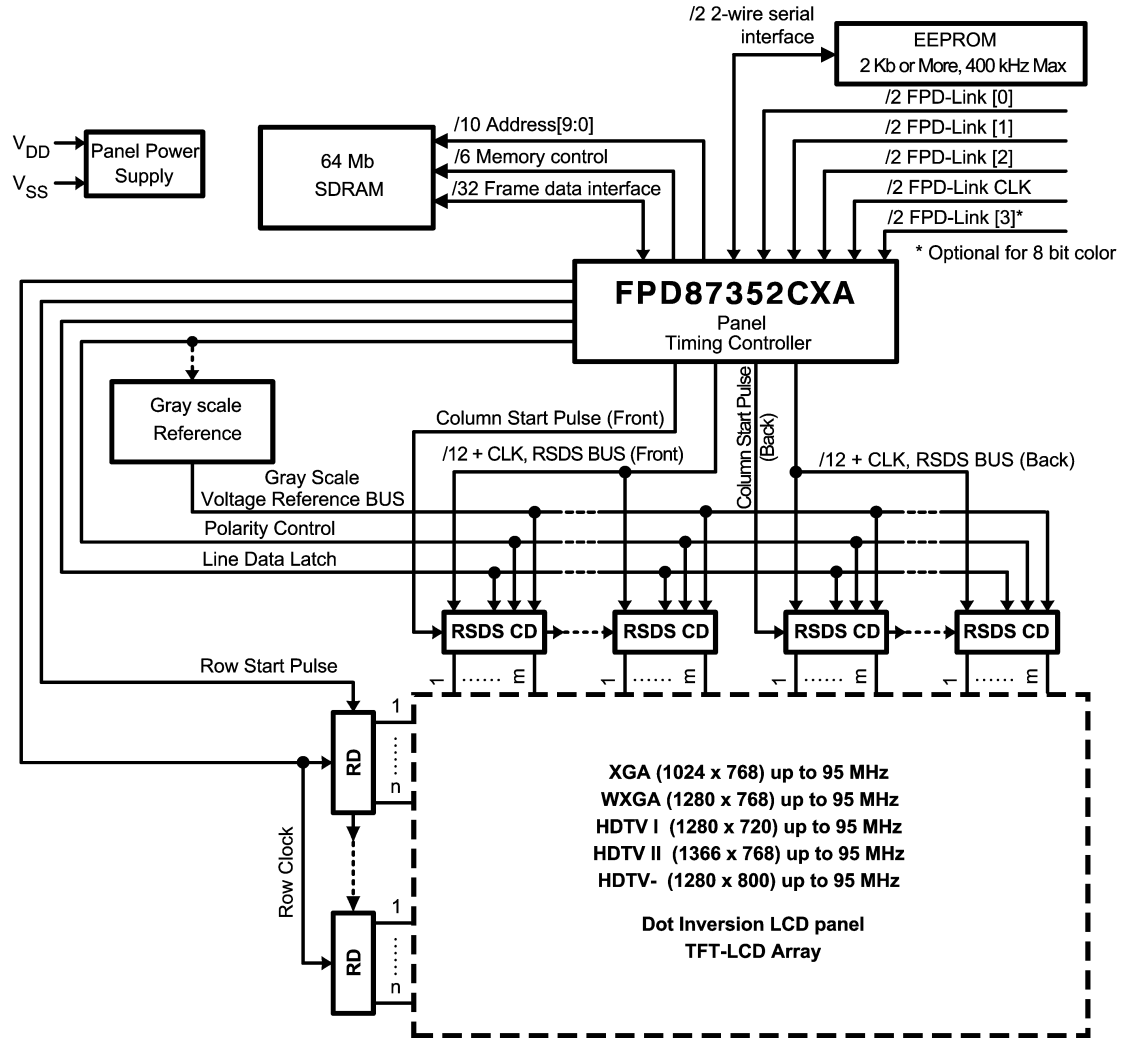 /2 2-wire serial
interface
EEPROM
2 Kb or More, 400 kHz Max
/2 FPD-Link [0]
/2 FPD-Link [1]
/2 FPD-Link [2]
/2 FPD-Link CLK
/2 FPD-Link [3]*
* Optional for 8 bit color
VDD
VSS
Panel Power
Supply
64 Mb
SDRAM
/10 Address[9:0]
/6 Memory control
/32 Frame data interface
FPD87352CXA
Panel
Timing Controller
Gray scale
Reference
Column Start Pulse (Front)
/12 + CLK, RSDS BUS (Front)
Column Start Pulse
(Back)
/12 + CLK, RSDS BUS (Back)
Gray Scale
Voltage Reference BUS
Polarity Control
Line Data Latch
RSDS CD
RSDS CD
RSDS CD
RSDS CD
1 ...... m
1 ...... m
1 ...... m
1 ...... m
Row Start Pulse
RD
1
n
Row Clock
RD
1
n
XGA (1024 x 768) up to 95 MHz
WXGA (1280 x 768) up to 95 MHz
HDTV I (1280 x 720) up to 95 MHz
HDTV II (1366 x 768) up to 95 MHz
HDTV- (1280 x 800) up to 95 MHz
Dot Inversion LCD panel
TFT-LCD Array